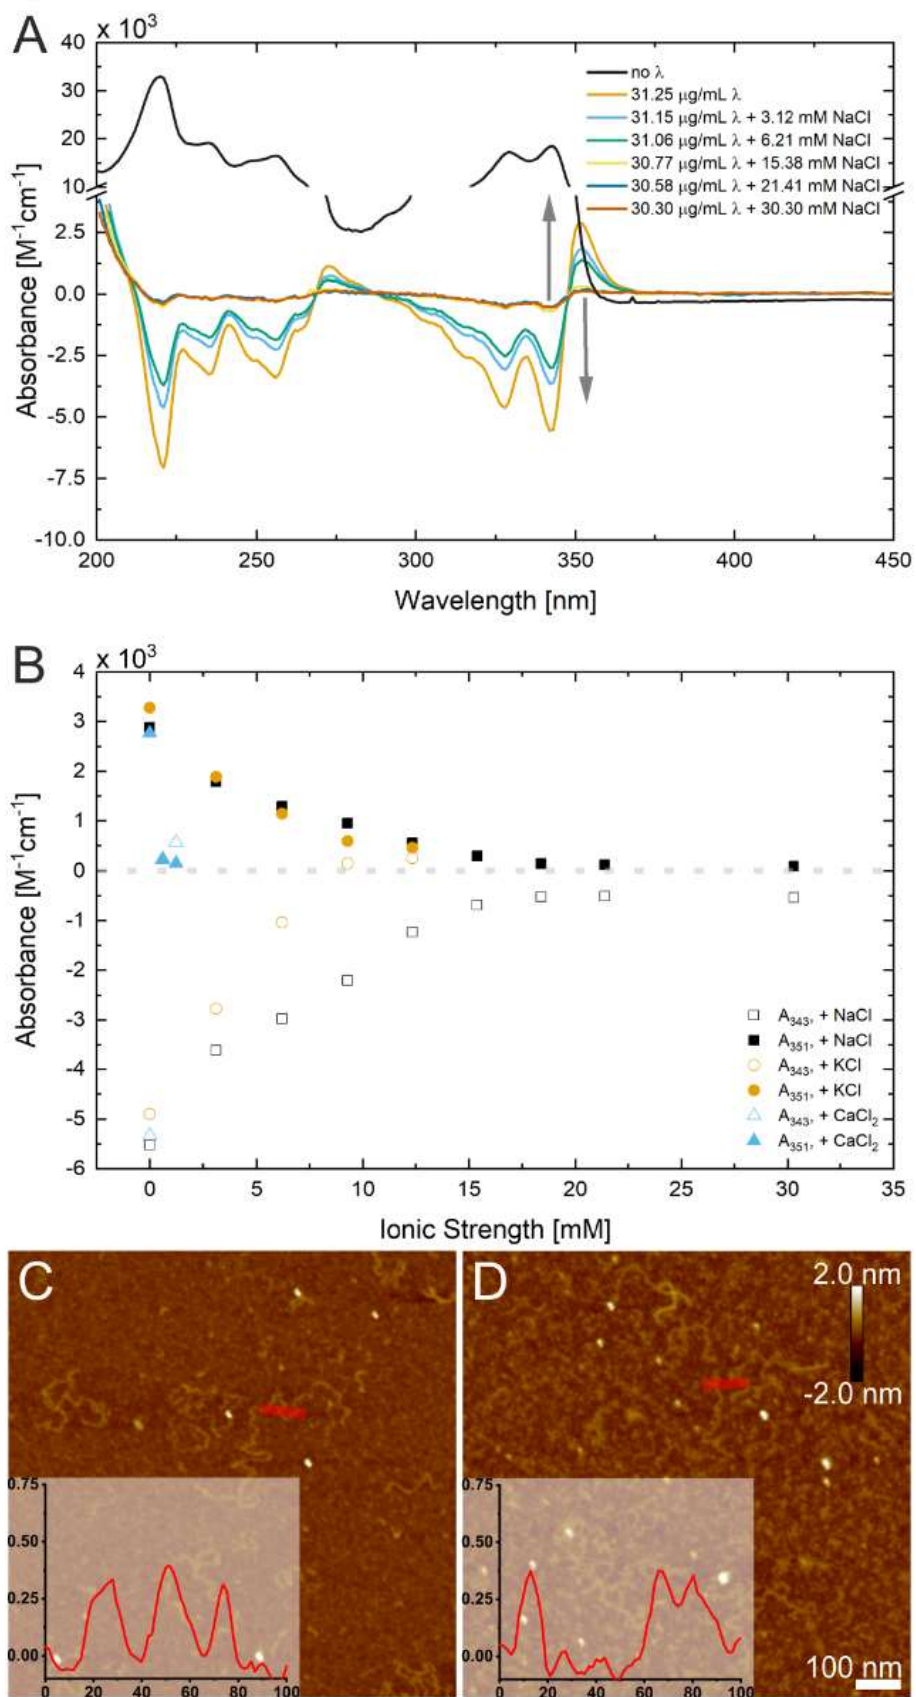 A
x 10³
40
30
20
10
2.5
0.0
-2.5
-5.0
-7.5
-10.0
Absorbance [M⁻¹cm⁻¹]
no λ
31.25 µg/mL λ
31.15 µg/mL λ + 3.12 mM NaCl
31.06 µg/mL λ + 6.21 mM NaCl
30.77 µg/mL λ + 15.38 mM NaCl
30.58 µg/mL λ + 21.41 mM NaCl
30.30 µg/mL λ + 30.30 mM NaCl
200 250 300 350 400 450
Wavelength [nm]
B
x 10³
4
3
2
1
0
-1
-2
-3
-4
-5
-6
Absorbance [M⁻¹cm⁻¹]
A₃₄₃, + NaCl
A₃₅₁, + NaCl
A₃₄₃, + KCl
A₃₅₁, + KCl
A₃₄₃, + CaCl₂
A₃₅₁, + CaCl₂
0 5 10 15 20 25 30 35
Ionic Strength [mM]
C
0.75
0.50
0.25
0.00
0 20 40 60 80 100
D
2.0 nm
-2.0 nm
0.75
0.50
0.25
0.00
0 20 40 60 80 100
100 nm